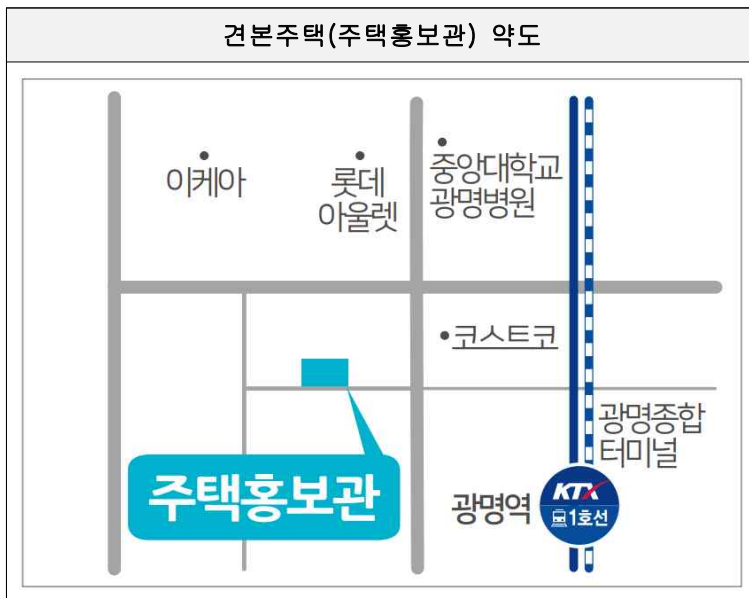 견본주택(주택홍보관) 약도
이케아
롯데
아울렛
중앙대학교
광명병원
코스트코
주택홍보관
광명종합
터미널
광명역
KTX
1호선